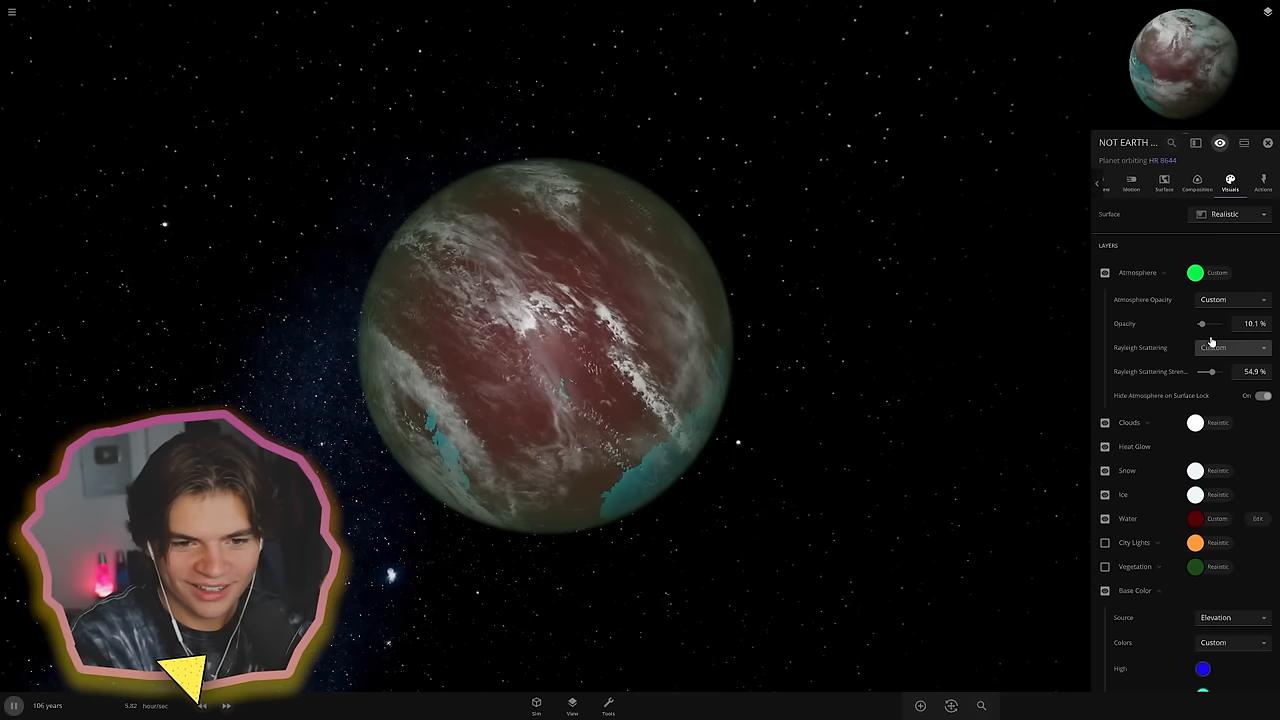 NOT EARTH ...
Planet orbiting HR 8644
ew Motion Surface Composition Visuals Actions
Surface Realistic
LAYERS
Atmosphere Custom
Atmosphere Opacity Custom
Opacity 10.1 %
Rayleigh Scattering Custom
Rayleigh Scattering Stren... 54.9 %
Hide Atmosphere on Surface Lock On
Clouds Realistic
Heat Glow
Snow Realistic
Ice Realistic
Water Custom Edit
City Lights Realistic
Vegetation Realistic
Base Color
Source Elevation
Colors Custom
High
106 years 5.82 hour/sec
Sim View Tools